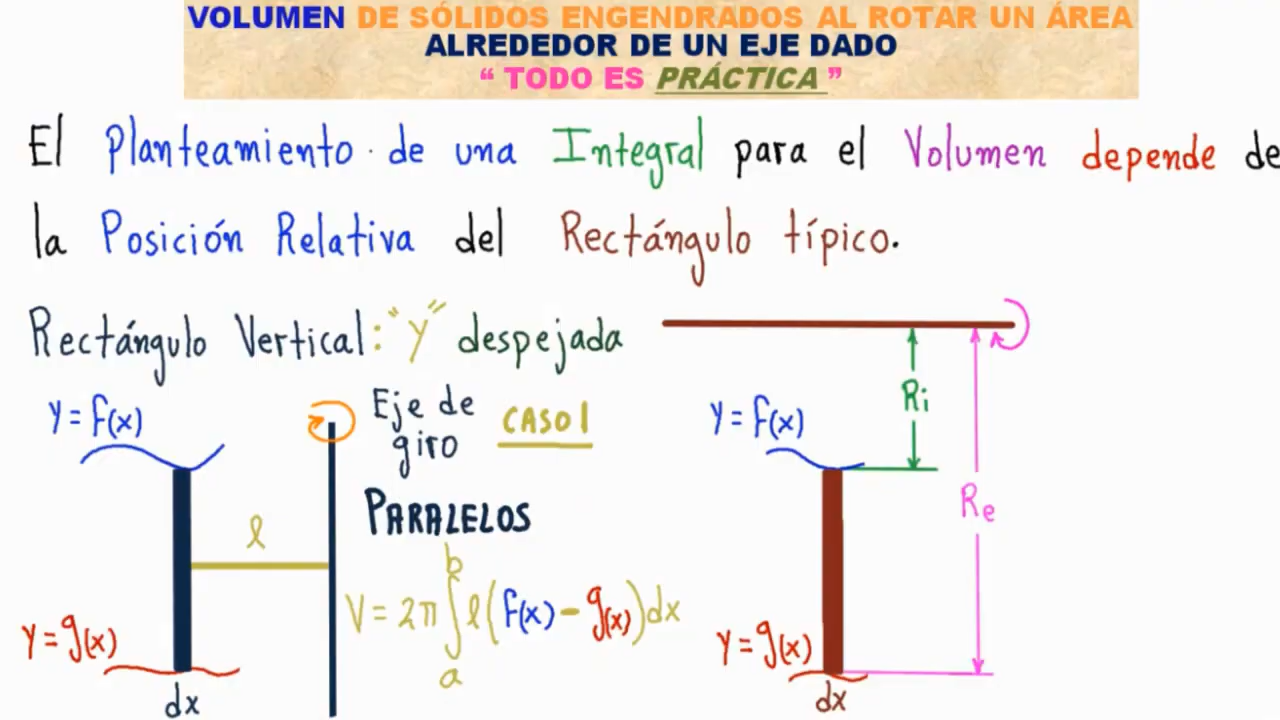 VOLUMEN DE SÓLIDOS ENGENDRADOS AL ROTAR UN ÁREA
ALREDEDOR DE UN EJE DADO
“ TODO ES PRÁCTICA ”
El Planteamiento de una Integral para el Volumen depende de
la Posición Relativa del Rectángulo típico.
Rectángulo Vertical: "y" despejada
y = f(x)
Eje de
giro
CASO 1
PARALELOS
l
V = 2π ∫ₐᵇ l (f(x) − g(x)) dx
y = g(x)
dx
Ri
y = f(x)
Re
y = g(x)
dx